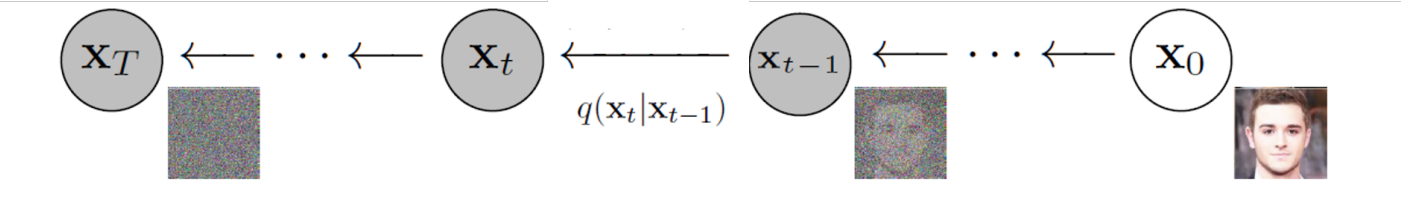 x_T ← ⋯ ← x_t ← x_{t−1} ← ⋯ ← x_0
q(x_t|x_{t−1})